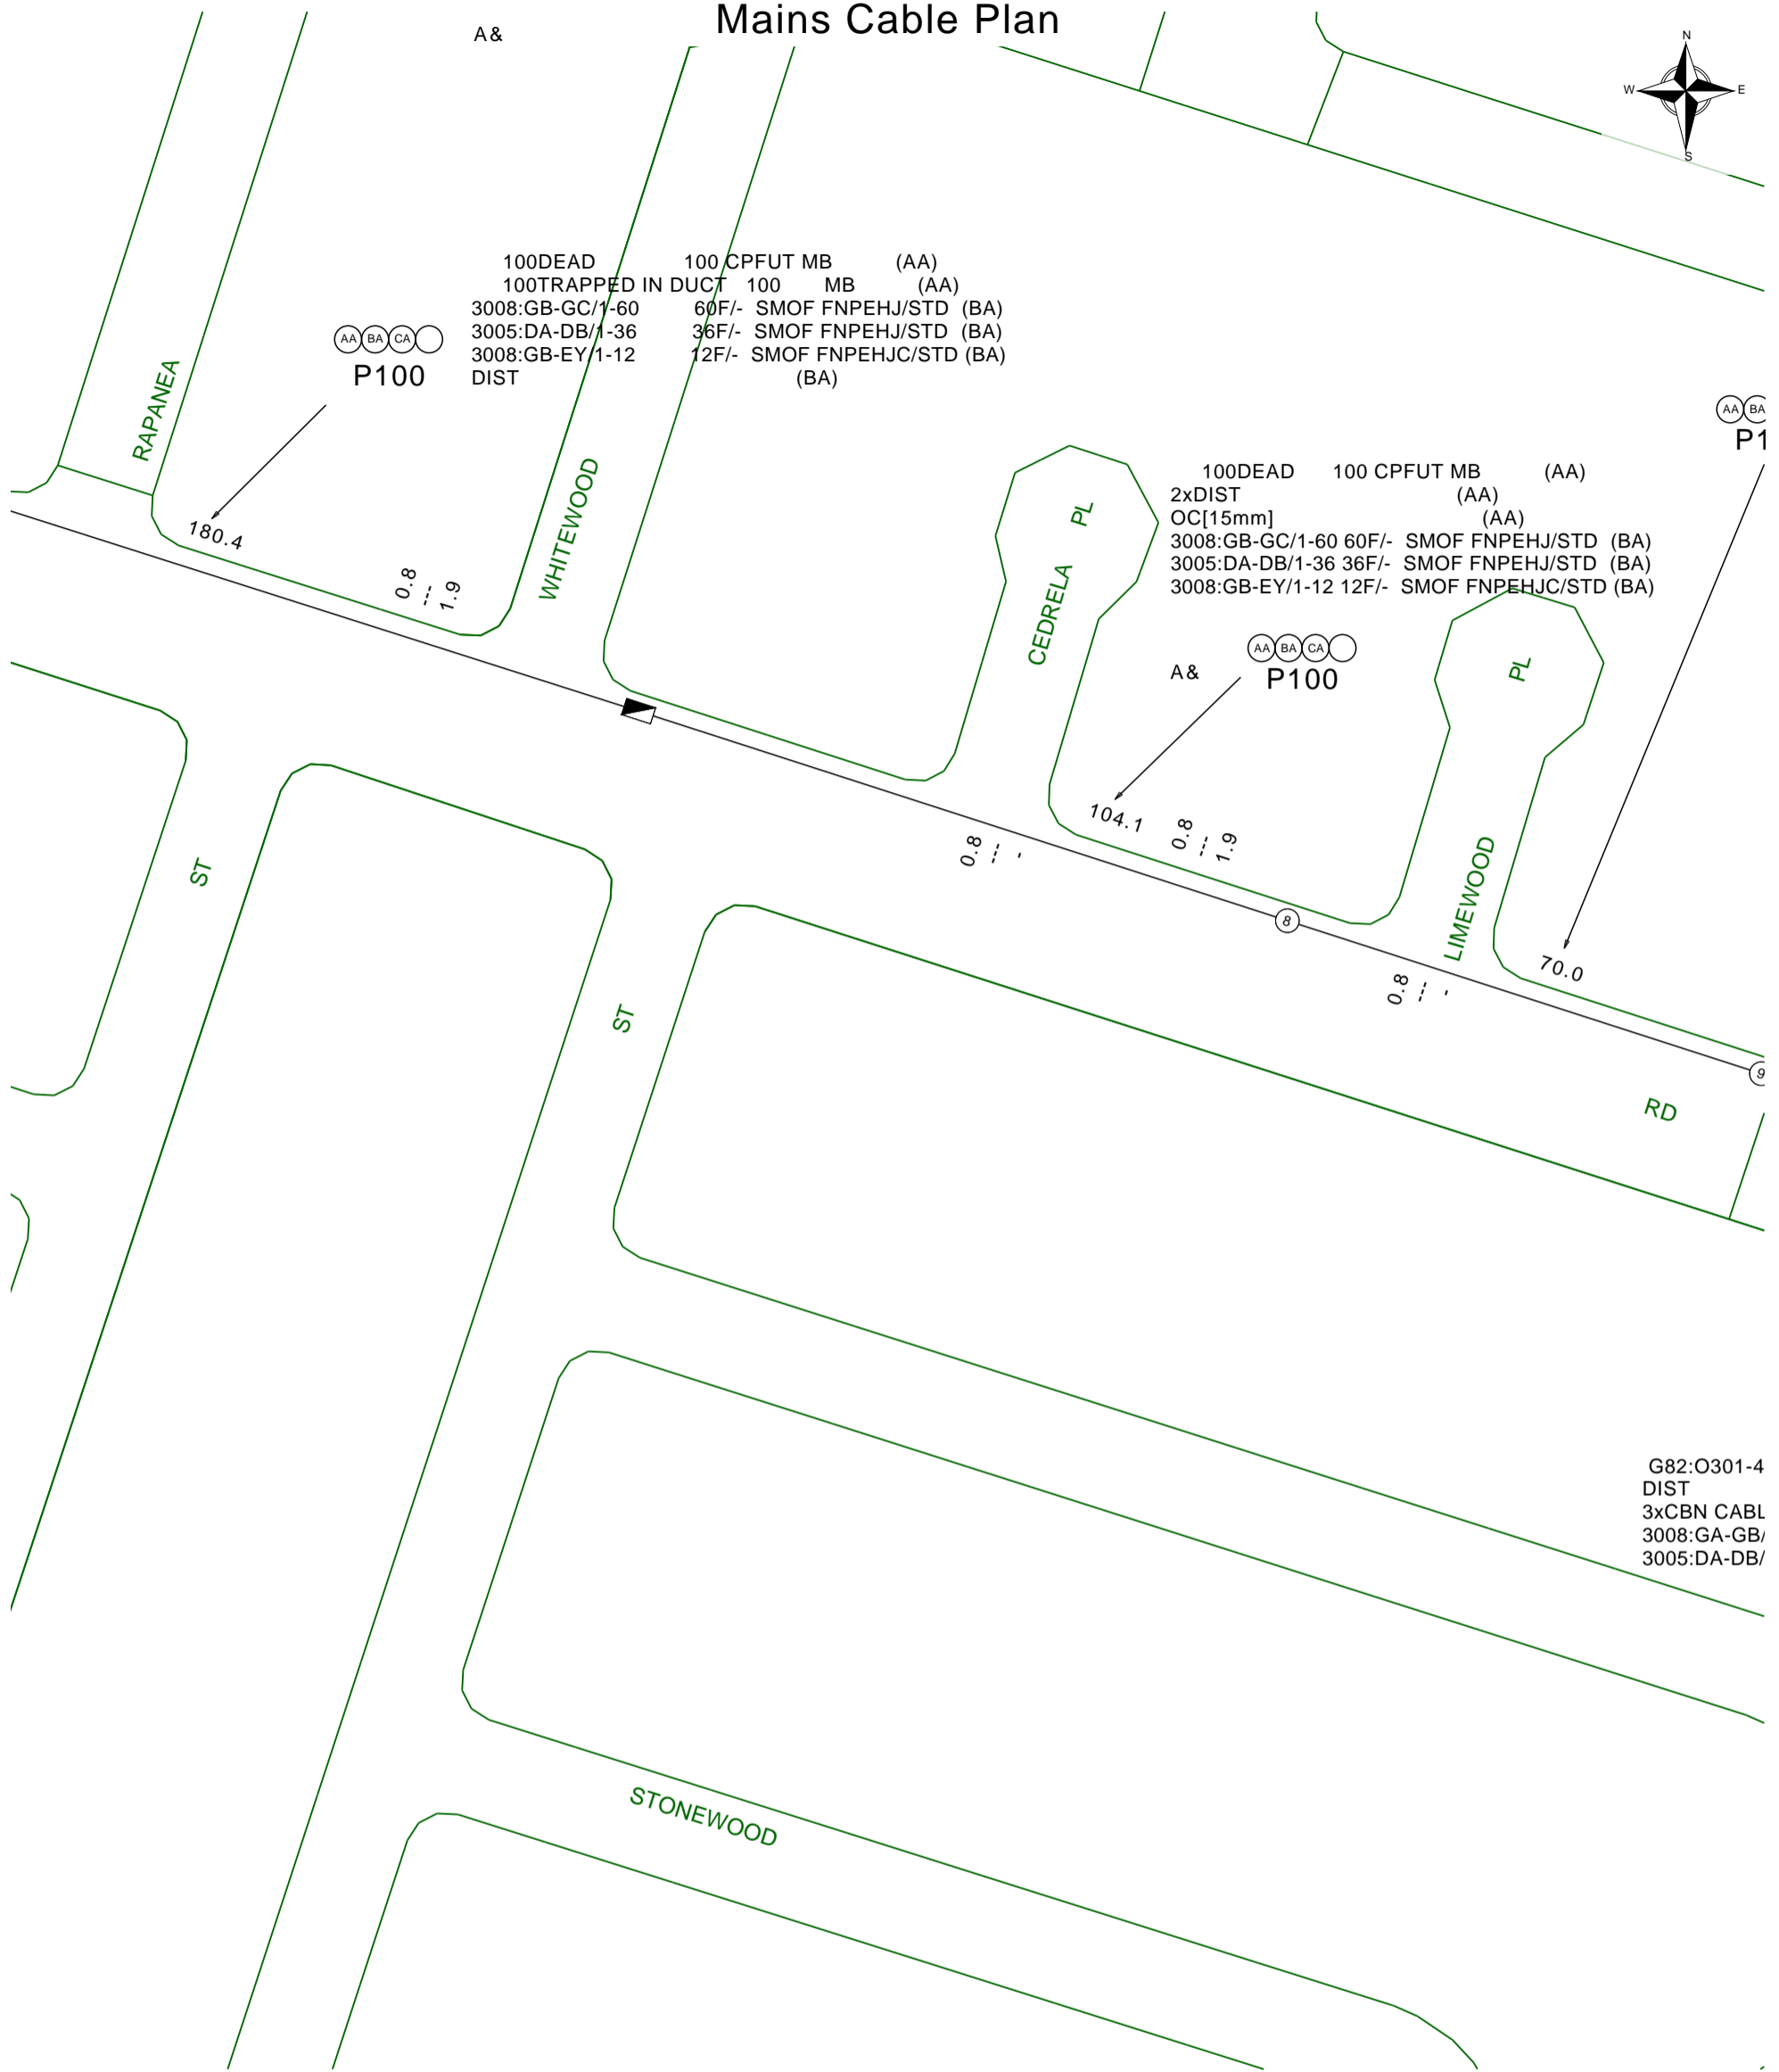 Mains Cable Plan
A&
N
W E
S
100DEAD 100 CPFUT MB (AA)
100TRAPPED IN DUCT 100 MB (AA)
3008:GB-GC/1-60 60F/- SMOF FNPEHJ/STD (BA)
3005:DA-DB/1-36 36F/- SMOF FNPEHJ/STD (BA)
3008:GB-EY/1-12 12F/- SMOF FNPEHJC/STD (BA)
DIST (BA)
AA BA CA
P100
RAPANEA
180.4
0.8
---
1.9
WHITEWOOD
AA BA
P1
100DEAD 100 CPFUT MB (AA)
2xDIST (AA)
OC[15mm] (AA)
3008:GB-GC/1-60 60F/- SMOF FNPEHJ/STD (BA)
3005:DA-DB/1-36 36F/- SMOF FNPEHJ/STD (BA)
3008:GB-EY/1-12 12F/- SMOF FNPEHJC/STD (BA)
CEDRELA PL
A&
AA BA CA
P100
104.1
0.8
---
1.9
0.8
--- -
LIMEWOOD PL
70.0
8
0.8
--- -
9
ST
ST
RD
G82:O301-4
DIST
3xCBN CABL
3008:GA-GB/
3005:DA-DB/
STONEWOOD